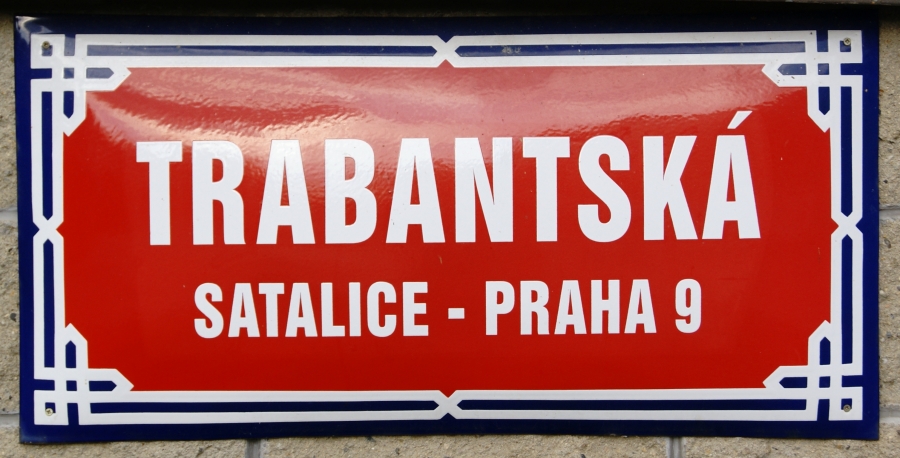 TRABANTSKÁ
SATALICE - PRAHA 9